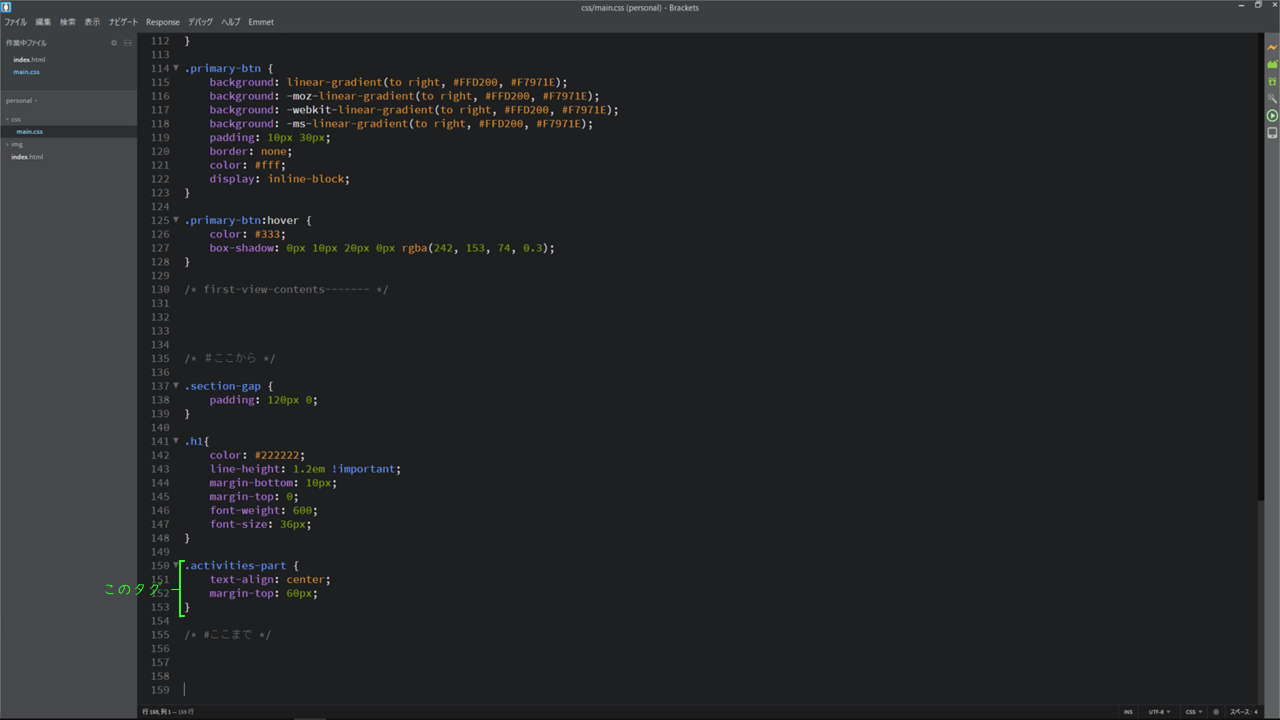 css/main.css (personal) - Brackets
ファイル 編集 検索 表示 ナビゲート Response デバッグ ヘルプ Emmet
作業中ファイル
index.html
main.css
personal
css
main.css
img
index.html
112 }
113
114 .primary-btn {
115 background: linear-gradient(to right, #FFD200, #F7971E);
116 background: -moz-linear-gradient(to right, #FFD200, #F7971E);
117 background: -webkit-linear-gradient(to right, #FFD200, #F7971E);
118 background: -ms-linear-gradient(to right, #FFD200, #F7971E);
119 padding: 10px 30px;
120 border: none;
121 color: #fff;
122 display: inline-block;
123 }
124
125 .primary-btn:hover {
126 color: #333;
127 box-shadow: 0px 10px 20px 0px rgba(242, 153, 74, 0.3);
128 }
129
130 /* first-view-contents------- */
131
132
133
134
135 /* #ここから */
136
137 .section-gap {
138 padding: 120px 0;
139 }
140
141 .h1{
142 color: #222222;
143 line-height: 1.2em !important;
144 margin-bottom: 10px;
145 margin-top: 0;
146 font-weight: 600;
147 font-size: 36px;
148 }
149
150 .activities-part {
151 text-align: center;
このタグ
152 margin-top: 60px;
153 }
154
155 /* #ここまで */
156
157
158
159
行 159, 列 1 — 159 行
INS UTF-8 CSS スペース: 4